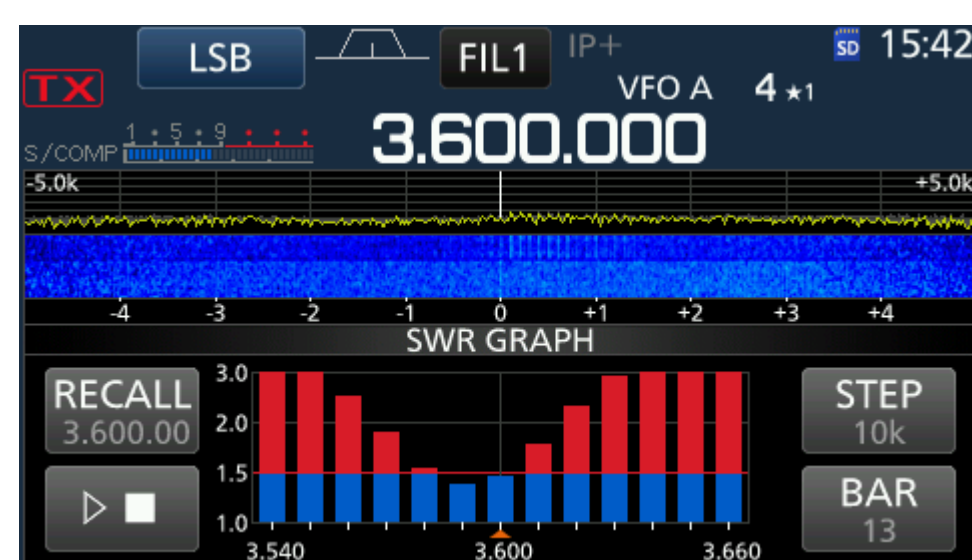 LSB FIL1 IP+ SD 15:42
TX VFO A 4 ★1
1 • 5 • 9 • • •
S/COMP 3.600.000
-5.0k +5.0k
-4 -3 -2 -1 0 +1 +2 +3 +4
SWR GRAPH
RECALL 3.0 STEP
3.600.00 2.0 10k
1.5 BAR
1.0 13
3.540 3.600 3.660